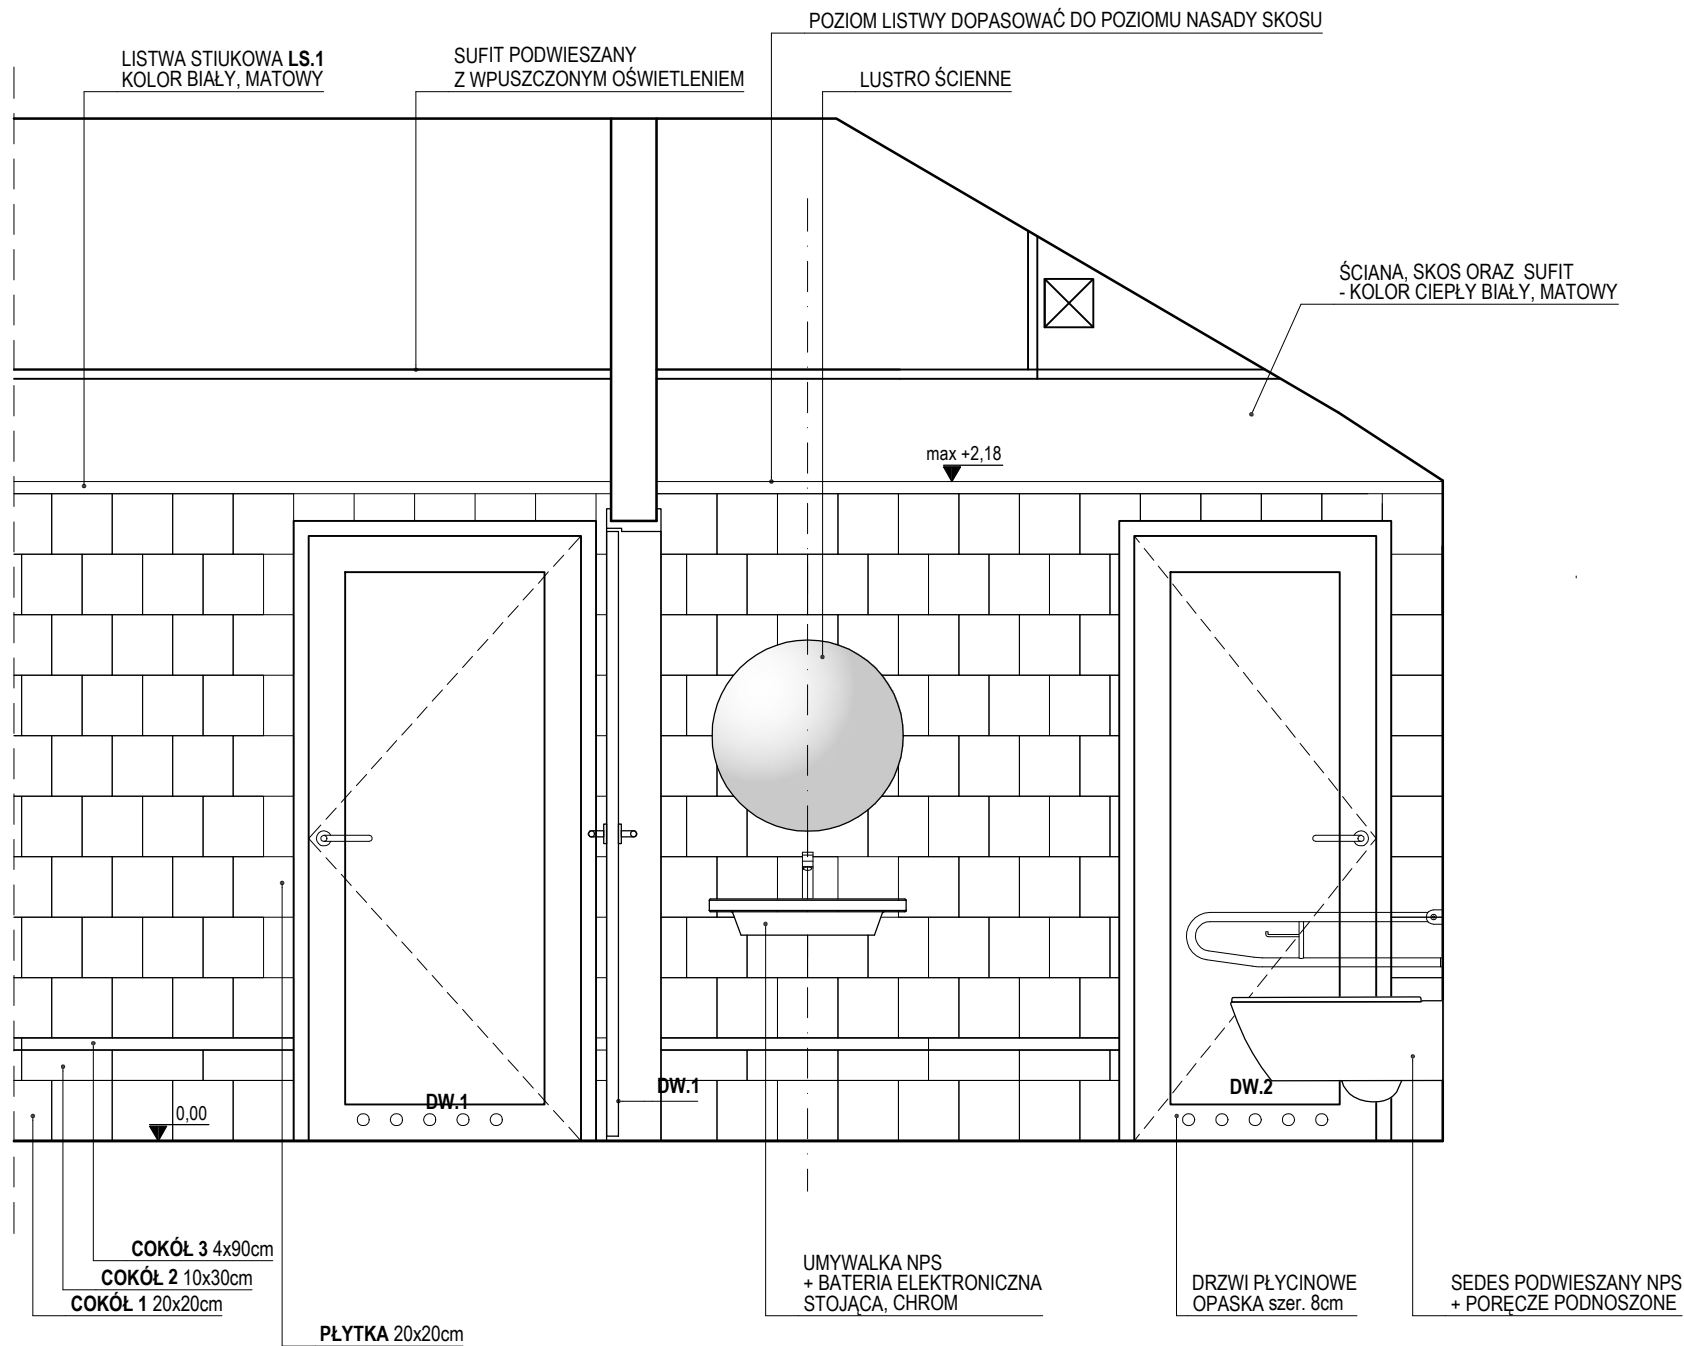 POZIOM LISTWY DOPASOWAĆ DO POZIOMU NASADY SKOSU
LISTWA STIUKOWA LS.1
KOLOR BIAŁY, MATOWY
SUFIT PODWIESZANY
Z WPUSZCZONYM OŚWIETLENIEM
LUSTRO ŚCIENNE
ŚCIANA, SKOS ORAZ SUFIT
- KOLOR CIEPŁY BIAŁY, MATOWY
max +2,18
DW.1
DW.1
DW.2
0,00
COKÓŁ 3 4x90cm
COKÓŁ 2 10x30cm
COKÓŁ 1 20x20cm
PŁYTKA 20x20cm
UMYWALKA NPS
+ BATERIA ELEKTRONICZNA
STOJĄCA, CHROM
DRZWI PŁYCINOWE
OPASKA szer. 8cm
SEDES PODWIESZANY NPS
+ PORĘCZE PODNOSZONE